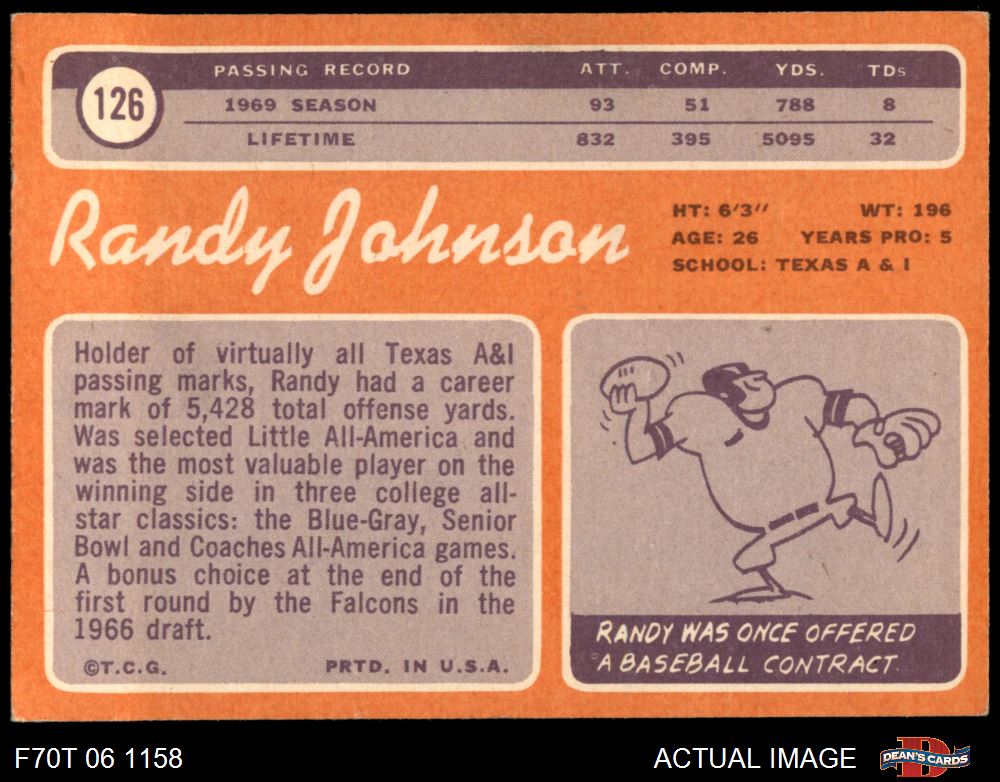 126
PASSING RECORD ATT. COMP. YDS. TDs
1969 SEASON 93 51 788 8
LIFETIME 832 395 5095 32
Randy Johnson
HT: 6'3'' WT: 196
AGE: 26 YEARS PRO: 5
SCHOOL: TEXAS A & I
Holder of virtually all Texas A&I
passing marks, Randy had a career
mark of 5,428 total offense yards.
Was selected Little All-America and
was the most valuable player on the
winning side in three college all-
star classics: the Blue-Gray, Senior
Bowl and Coaches All-America games.
A bonus choice at the end of the
first round by the Falcons in the
1966 draft.
©T.C.G. PRTD. IN U.S.A.
RANDY WAS ONCE OFFERED
A BASEBALL CONTRACT.
F70T 06 1158 ACTUAL IMAGE
D
DEAN'S CARDS